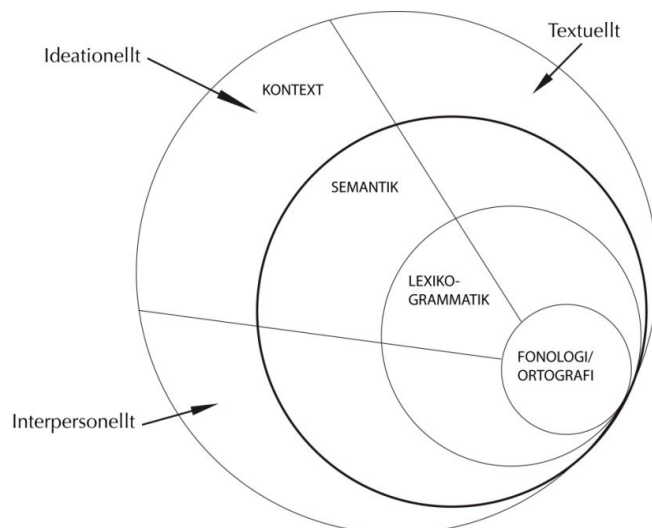 Textuellt
Ideationellt
KONTEXT
SEMANTIK
LEXIKO-
GRAMMATIK
FONOLOGI/
ORTOGRAFI
Interpersonellt